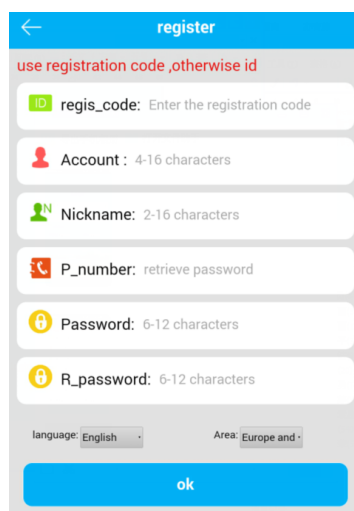 register
use registration code ,otherwise id
ID regis_code: Enter the registration code
Account : 4-16 characters
N Nickname: 2-16 characters
P_number: retrieve password
Password: 6-12 characters
R_password: 6-12 characters
language: English Area: Europe and
ok